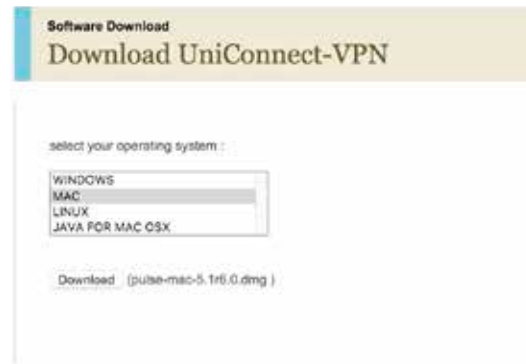 Software Download
Download UniConnect-VPN
select your operating system :
WINDOWS
MAC
LINUX
JAVA FOR MAC OSX
Download (pulse-mac-5.1r6.0.dmg )